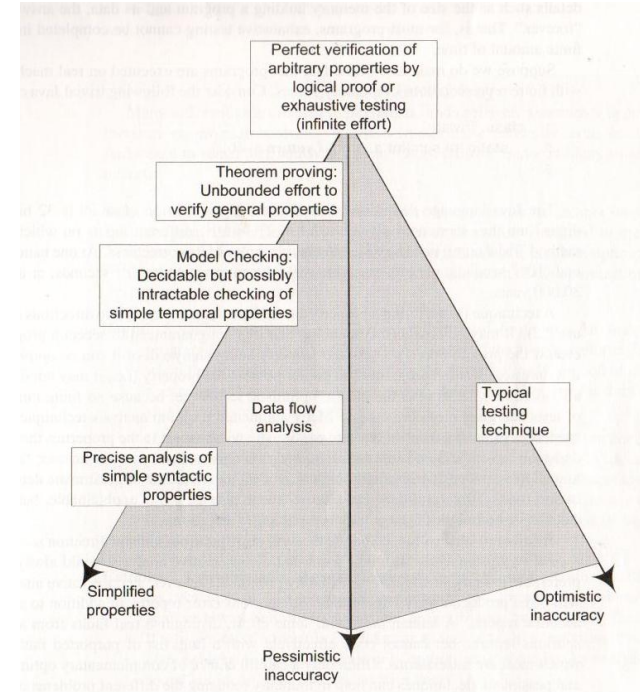 Perfect verification of
arbitrary properties by
logical proof or
exhaustive testing
(infinite effort)
Theorem proving:
Unbounded effort to
verify general properties
Model Checking:
Decidable but possibly
intractable checking of
simple temporal properties
Data flow
analysis
Typical
testing
technique
Precise analysis of
simple syntactic
properties
Simplified
properties
Optimistic
inaccuracy
Pessimistic
inaccuracy